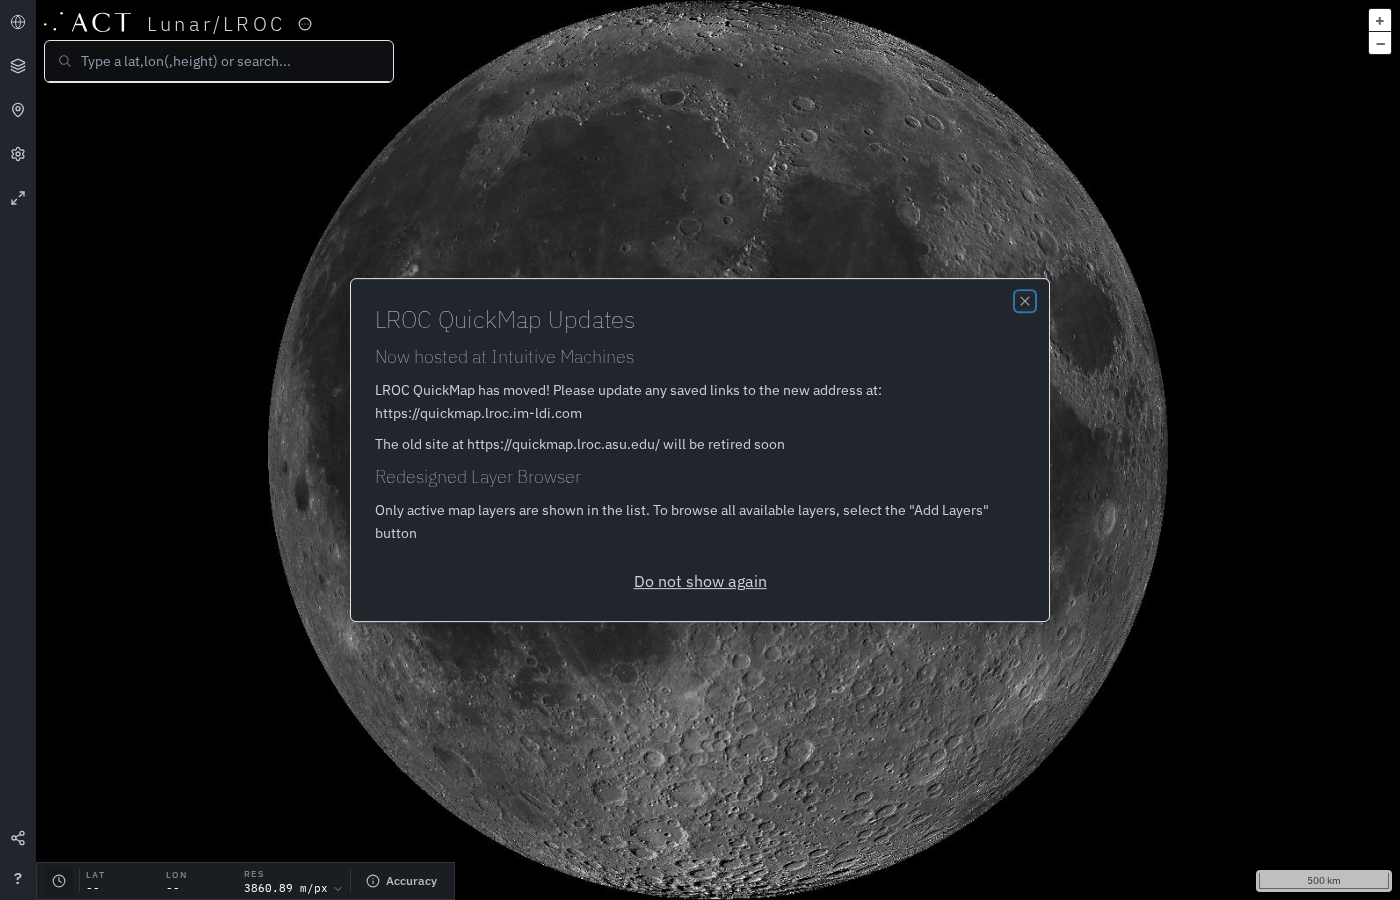 ACT Lunar/LROC
Type a lat,lon(,height) or search...
+
−
LROC QuickMap Updates
Now hosted at Intuitive Machines
LROC QuickMap has moved! Please update any saved links to the new address at:
https://quickmap.lroc.im-ldi.com
The old site at https://quickmap.lroc.asu.edu/ will be retired soon
Redesigned Layer Browser
Only active map layers are shown in the list. To browse all available layers, select the "Add Layers"
button
Do not show again
?
LAT LON RES
-- -- 3860.89 m/px
Accuracy
500 km